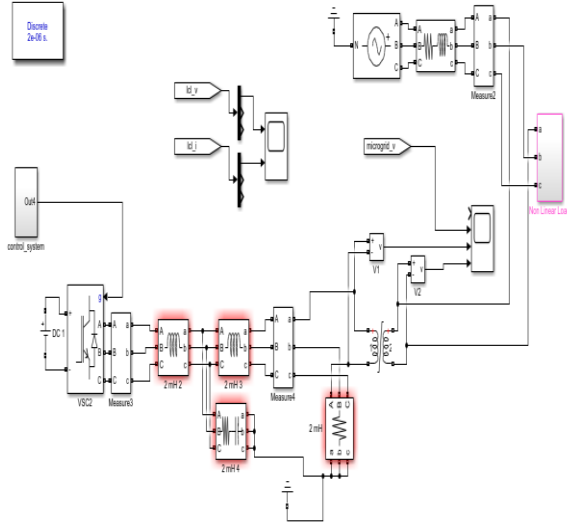 Discrete
2e-06 s.
N
A
B
C
A
B
C
a
b
c
A
B
C
a
b
c
Measure2
lcl_v
lcl_i
microgrid_v
a
b
c
Non Linear Loa
Out4
control_system
V1
V2
v
v
g
A
B
C
DC 1
VSC2
A
B
C
a
b
c
Measure3
A
B
C
a
b
c
2 mH 2
A
B
C
a
b
c
2 mH 3
A
B
C
a
b
c
Measure4
A
B
C
a
b
c
2 mH 4
A
B
C
a
b
c
2 mH